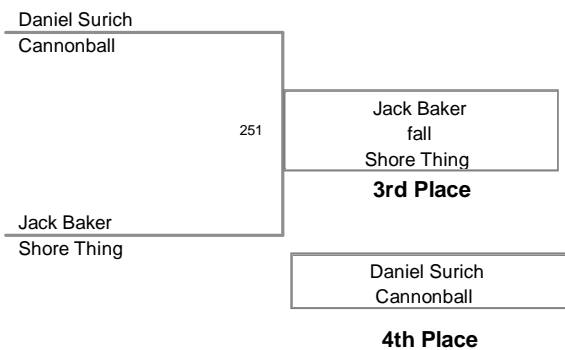 Daniel Surich
Cannonball
251
Jack Baker
fall
Shore Thing
3rd Place
Jack Baker
Shore Thing
Daniel Surich
Cannonball
4th Place